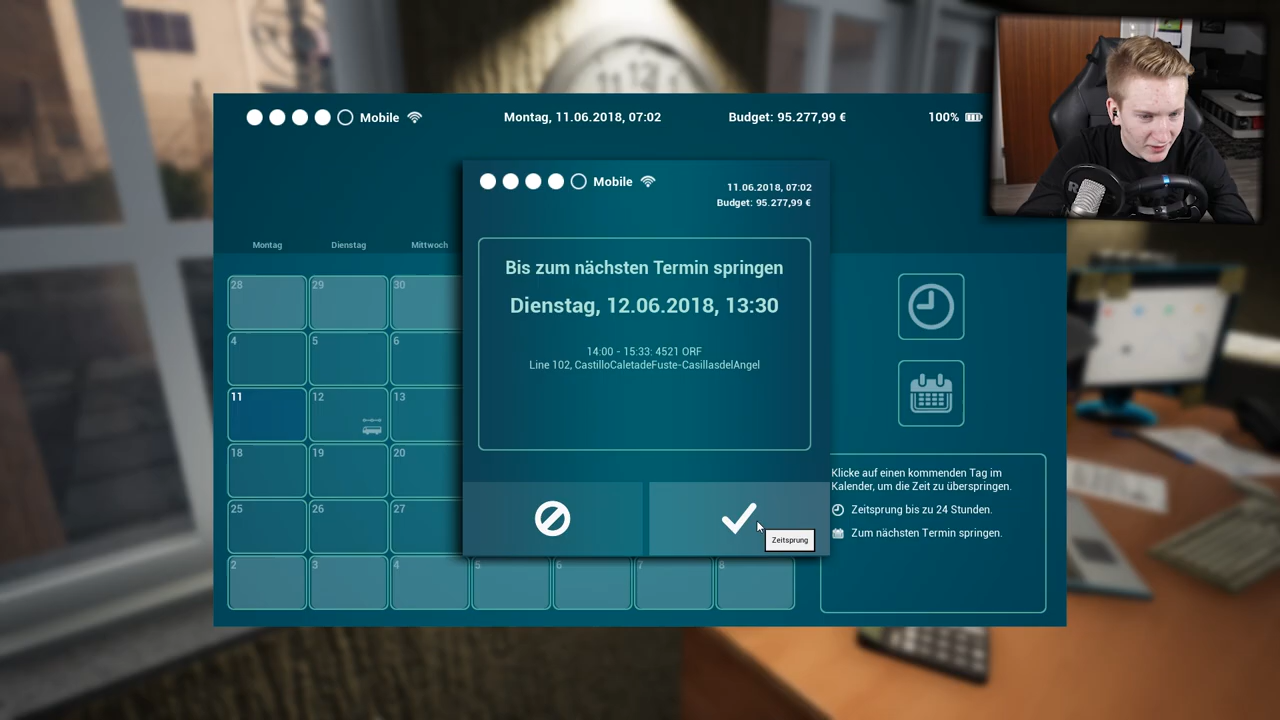 Mobile
Montag, 11.06.2018, 07:02
Budget: 95.277,99 €
100%
Mobile
11.06.2018, 07:02
Budget: 95.277,99 €
Montag
Dienstag
Mittwoch
Bis zum nächsten Termin springen
Dienstag, 12.06.2018, 13:30
14:00 - 15:33: 4521 ORF
Line 102, CastilloCaletadeFuste-CasillasdelAngel
28
29
30
4
5
6
11
12
13
18
19
20
25
26
27
2
3
4
5
6
7
8
Zeitsprung
Klicke auf einen kommenden Tag im
Kalender, um die Zeit zu überspringen.
Zeitsprung bis zu 24 Stunden.
Zum nächsten Termin springen.